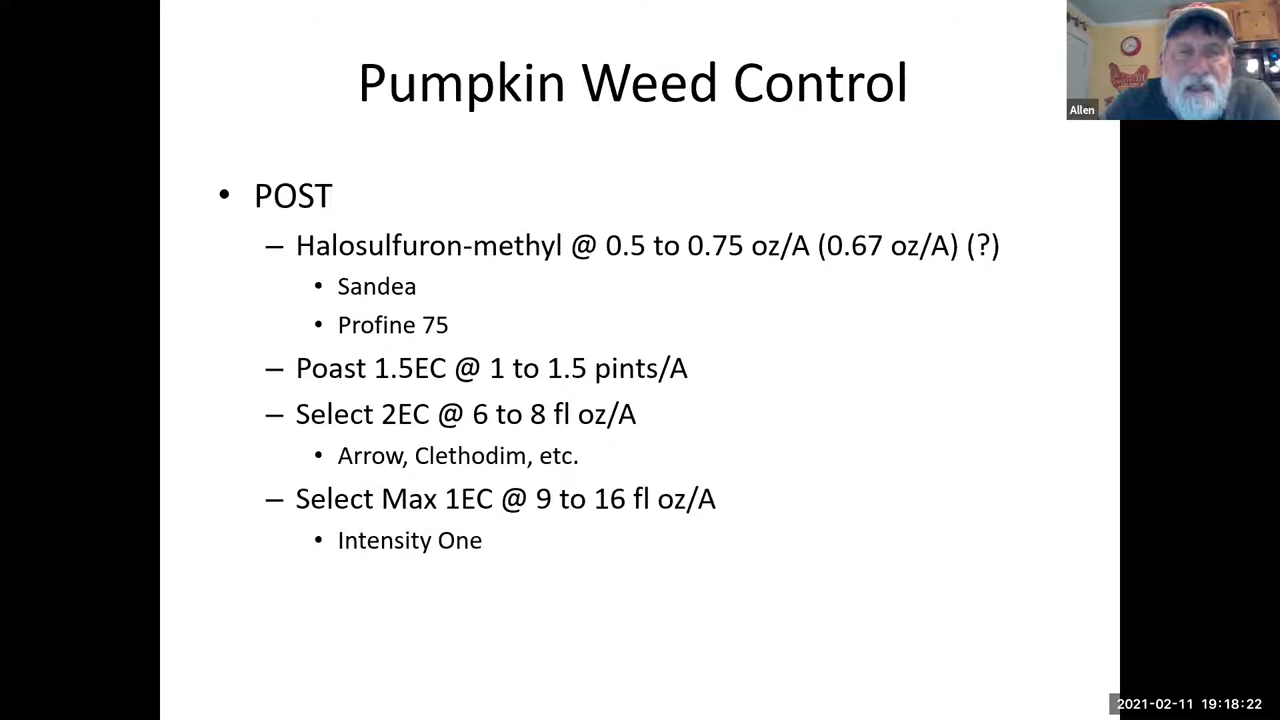 Pumpkin Weed Control
Allen
• POST
– Halosulfuron-methyl @ 0.5 to 0.75 oz/A (0.67 oz/A) (?)
• Sandea
• Profine 75
– Poast 1.5EC @ 1 to 1.5 pints/A
– Select 2EC @ 6 to 8 fl oz/A
• Arrow, Clethodim, etc.
– Select Max 1EC @ 9 to 16 fl oz/A
• Intensity One
2021-02-11 19:18:22